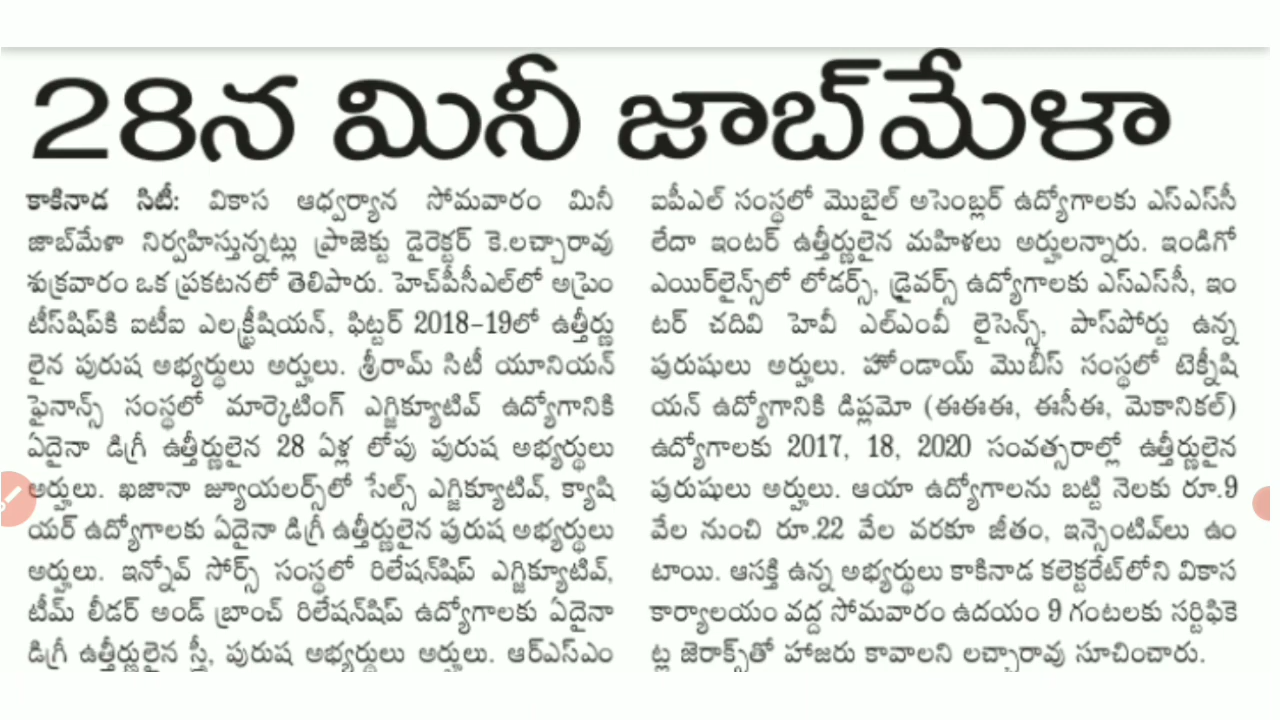 28న మినీ జాబ్‌మేళా
కాకినాడ సిటీ: వికాస ఆధ్వర్యాన సోమవారం మినీ
జాబ్‌మేళా నిర్వహిస్తున్నట్లు ప్రాజెక్టు డైరెక్టర్ కె.లచ్చారావు
శుక్రవారం ఒక ప్రకటనలో తెలిపారు. హెచ్‌పీసీఎల్‌లో అప్రెం
టీస్‌షిప్‌కి ఐటీఐ ఎలక్ట్రీషియన్, ఫిట్టర్ 2018-19లో ఉత్తీర్ణు
లైన పురుష అభ్యర్థులు అర్హులు. శ్రీరామ్ సిటీ యూనియన్
ఫైనాన్స్ సంస్థలో మార్కెటింగ్ ఎగ్జిక్యూటివ్ ఉద్యోగానికి
ఏదైనా డిగ్రీ ఉత్తీర్ణులైన 28 ఏళ్ల లోపు పురుష అభ్యర్థులు
అర్హులు. ఖజానా జ్యూయలర్స్‌లో సేల్స్ ఎగ్జిక్యూటివ్, క్యాషి
యర్ ఉద్యోగాలకు ఏదైనా డిగ్రీ ఉత్తీర్ణులైన పురుష అభ్యర్థులు
అర్హులు. ఇన్నోవ్ సోర్స్ సంస్థలో రిలేషన్‌షిప్ ఎగ్జిక్యూటివ్,
టీమ్ లీడర్ అండ్ బ్రాంచ్ రిలేషన్‌షిప్ ఉద్యోగాలకు ఏదైనా
డిగ్రీ ఉత్తీర్ణులైన స్త్రీ, పురుష అభ్యర్థులు అర్హులు. ఆర్‌ఎస్‌ఎం
ఐపీఎల్ సంస్థలో మొబైల్ అసెంబ్లర్ ఉద్యోగాలకు ఎస్ఎస్‌సీ
లేదా ఇంటర్ ఉత్తీర్ణులైన మహిళలు అర్హులన్నారు. ఇండిగో
ఎయిర్‌లైన్స్‌లో లోడర్స్, డ్రైవర్స్ ఉద్యోగాలకు ఎస్ఎస్‌సీ, ఇం
టర్ చదివి హెవీ ఎల్ఎంవీ లైసెన్స్, పాస్‌పోర్టు ఉన్న
పురుషులు అర్హులు. హోండాయ్ మొబీస్ సంస్థలో టెక్నీషి
యన్ ఉద్యోగానికి డిప్లమో (ఈఈఈ, ఈసీఈ, మెకానికల్)
ఉద్యోగాలకు 2017, 18, 2020 సంవత్సరాల్లో ఉత్తీర్ణులైన
పురుషులు అర్హులు. ఆయా ఉద్యోగాలను బట్టి నెలకు రూ.9
వేల నుంచి రూ.22 వేల వరకూ జీతం, ఇన్సెంటివ్‌లు ఉం
టాయి. ఆసక్తి ఉన్న అభ్యర్థులు కాకినాడ కలెక్టరేట్‌లోని వికాస
కార్యాలయం వద్ద సోమవారం ఉదయం 9 గంటలకు సర్టిఫికె
ట్ల జెరాక్స్‌తో హాజరు కావాలని లచ్చారావు సూచించారు.